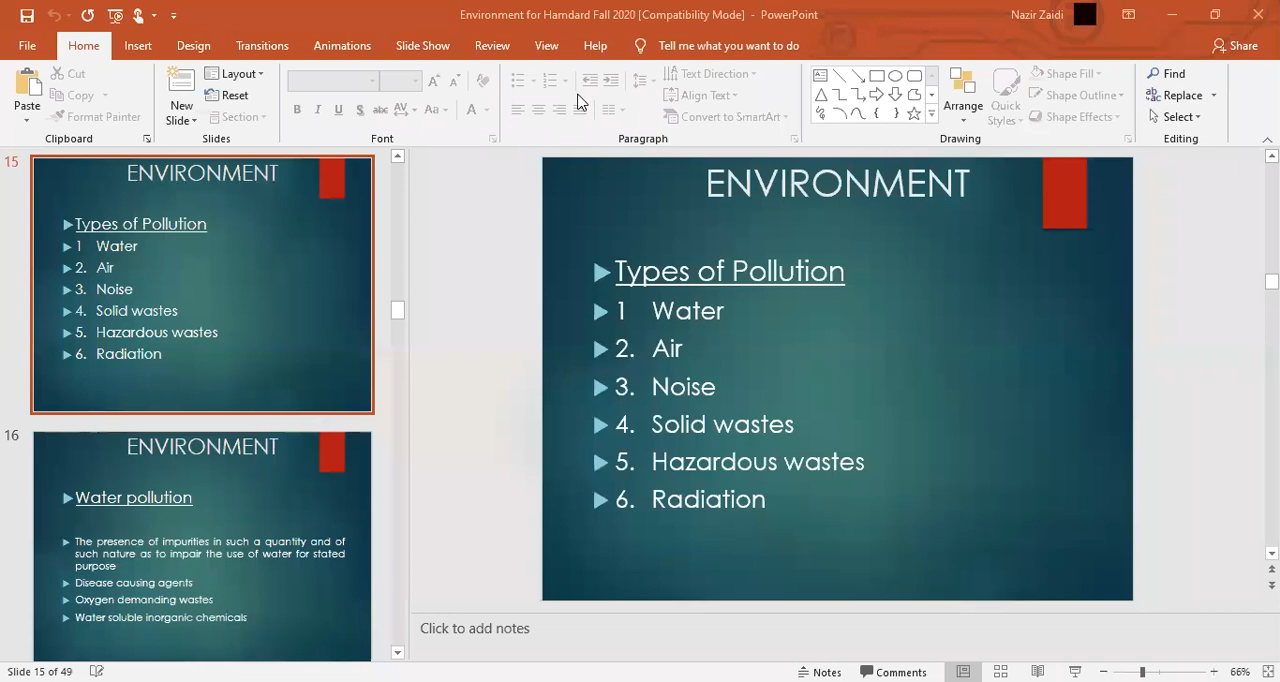 Environment for Hamdard Fall 2020 [Compatibility Mode] - PowerPoint
Nazir Zaidi
File Home Insert Design Transitions Animations Slide Show Review View Help Tell me what you want to do Share
Paste
Cut
Copy
Format Painter
Clipboard
New
Slide
Layout
Reset
Section
Slides
B I U S abc AV Aa A
Font
Text Direction
Align Text
Convert to SmartArt
Paragraph
Arrange
Quick
Styles
Shape Fill
Shape Outline
Shape Effects
Drawing
Find
Replace
Select
Editing
15
ENVIRONMENT
Types of Pollution
1 Water
2. Air
3. Noise
4. Solid wastes
5. Hazardous wastes
6. Radiation
16
ENVIRONMENT
Water pollution
The presence of impurities in such a quantity and of
such nature as to impair the use of water for stated
purpose
Disease causing agents
Oxygen demanding wastes
Water soluble inorganic chemicals
ENVIRONMENT
Types of Pollution
1 Water
2. Air
3. Noise
4. Solid wastes
5. Hazardous wastes
6. Radiation
Click to add notes
Slide 15 of 49
Notes
Comments
66%